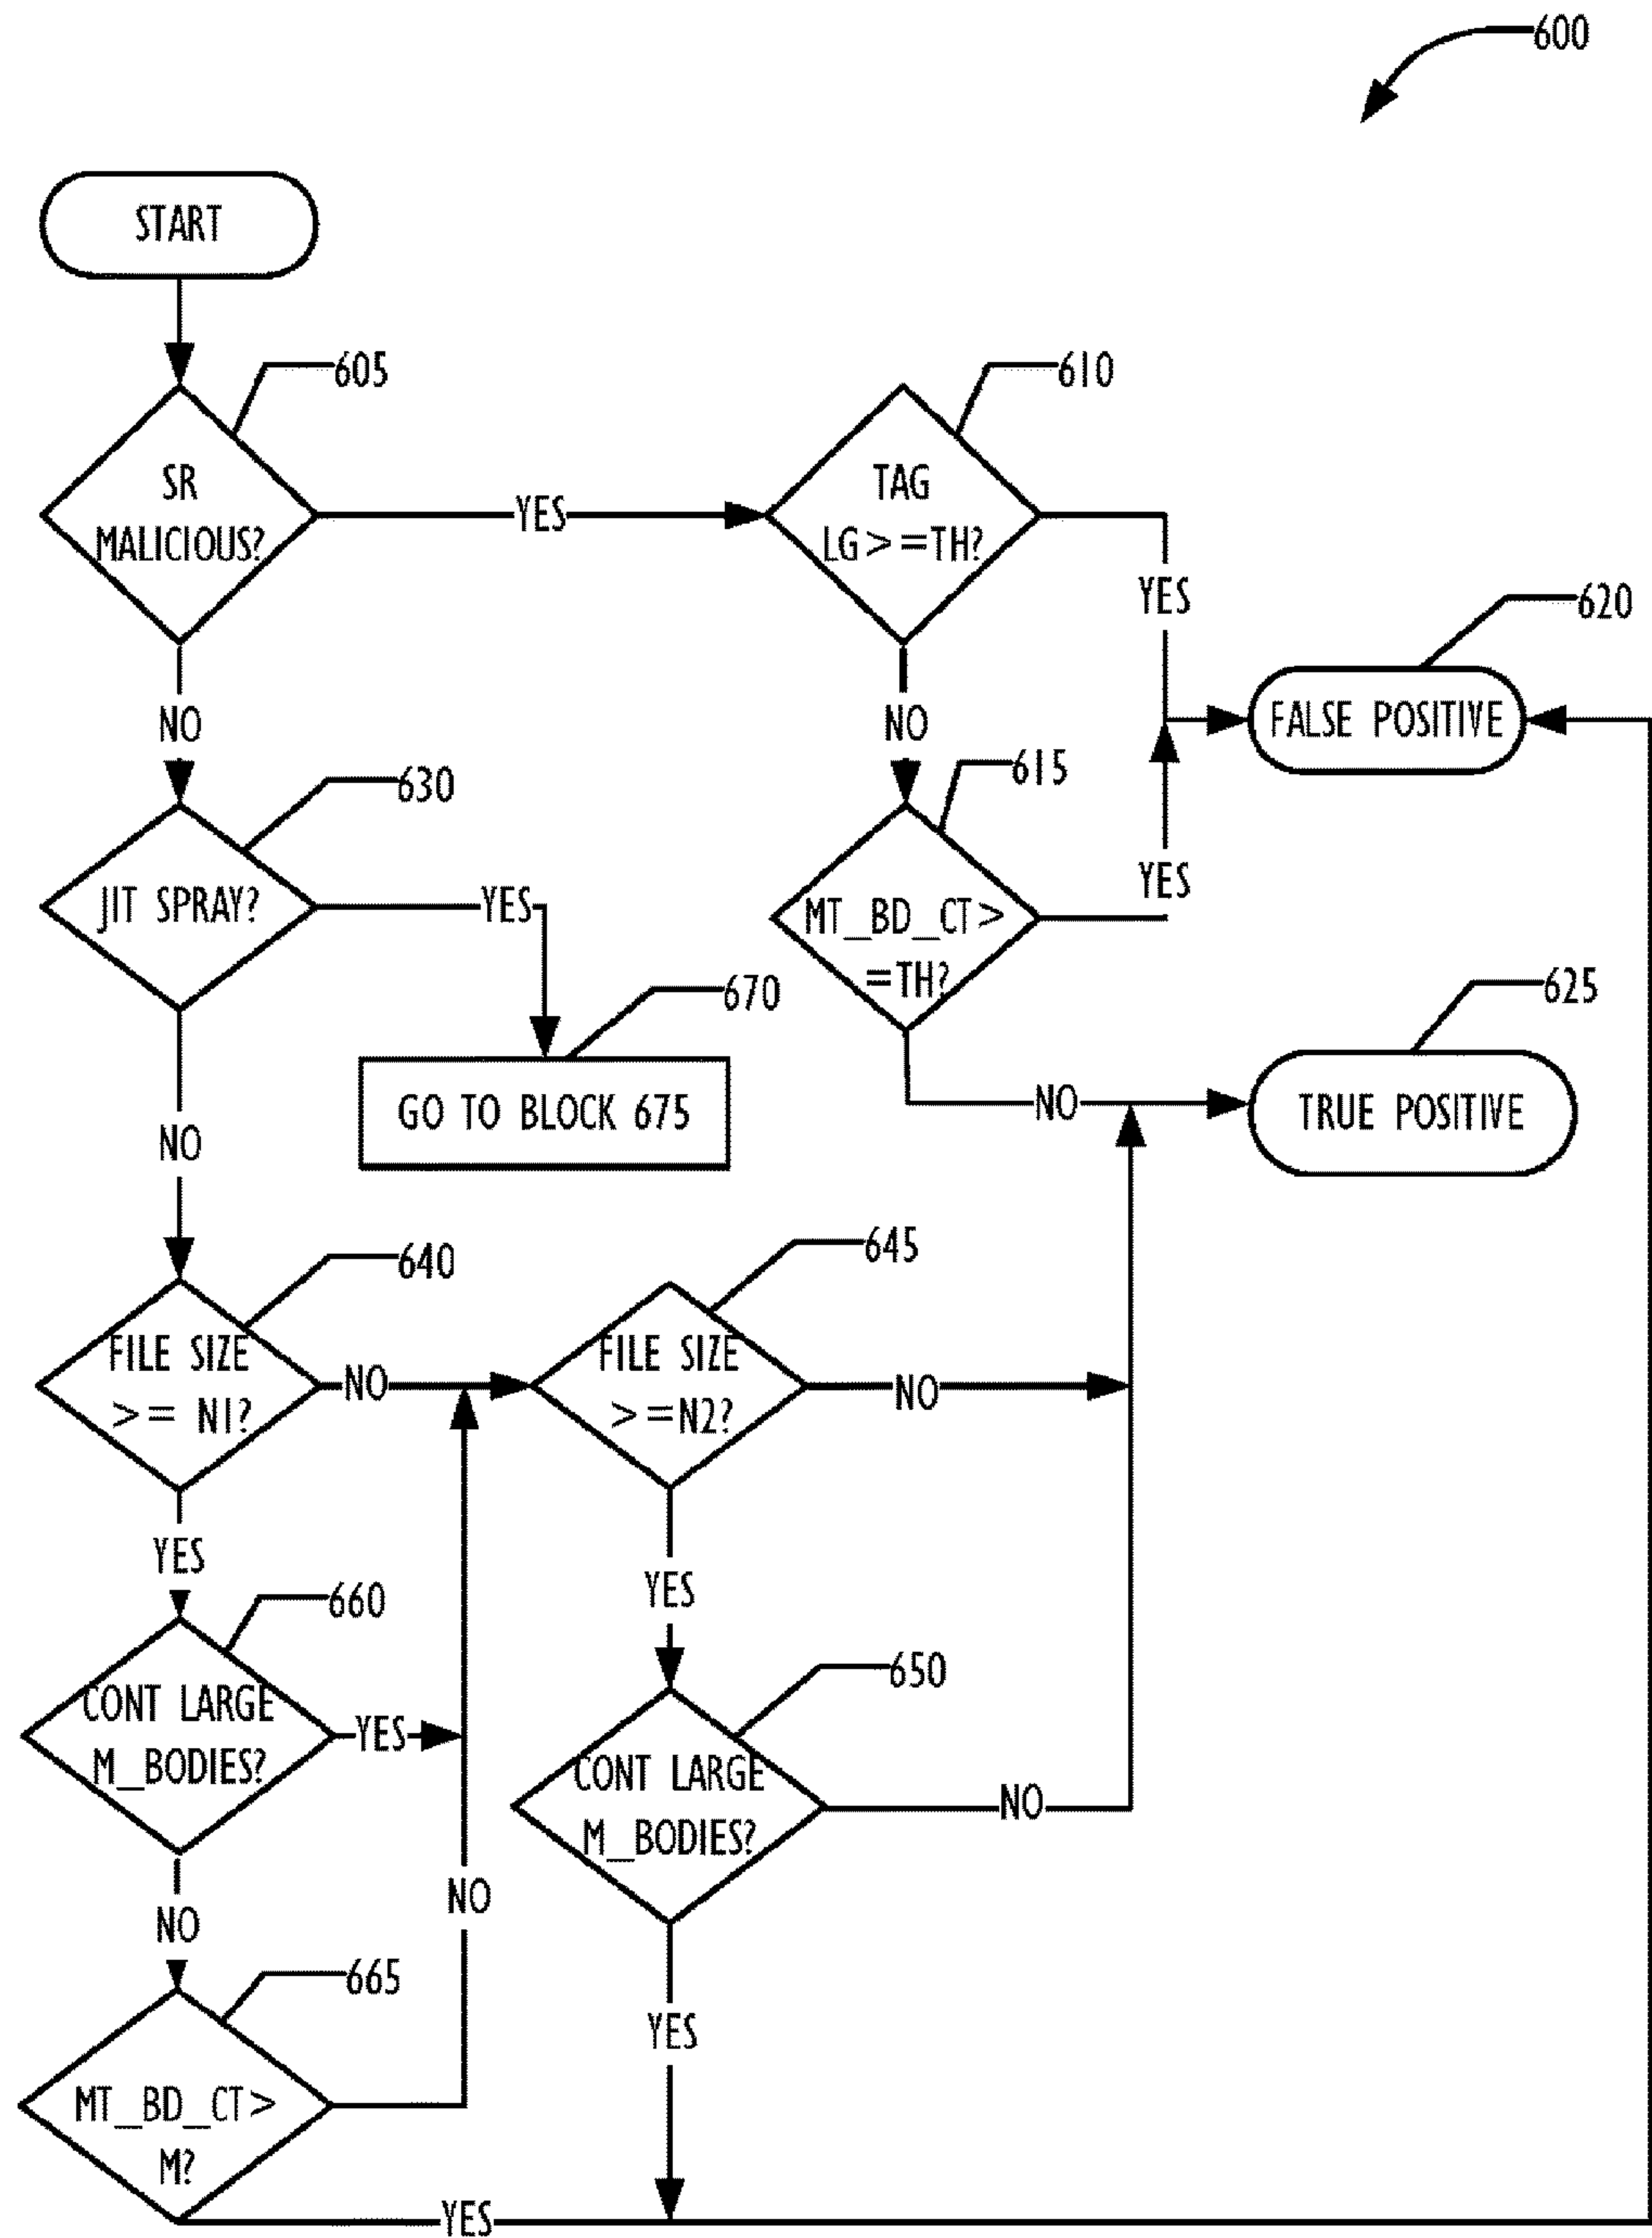 600
START
605
610
SR
MALICIOUS?
YES
TAG
LG>=TH?
YES
620
NO
NO
FALSE POSITIVE
630
615
JIT SPRAY?
YES
MT_BD_CT>
=TH?
YES
670
625
GO TO BLOCK 675
NO
TRUE POSITIVE
NO
640
645
FILE SIZE
>= N1?
NO
FILE SIZE
>=N2?
NO
YES
YES
660
650
CONT LARGE
M_BODIES?
YES
CONT LARGE
M_BODIES?
NO
NO
NO
665
YES
MT_BD_CT>
M?
YES